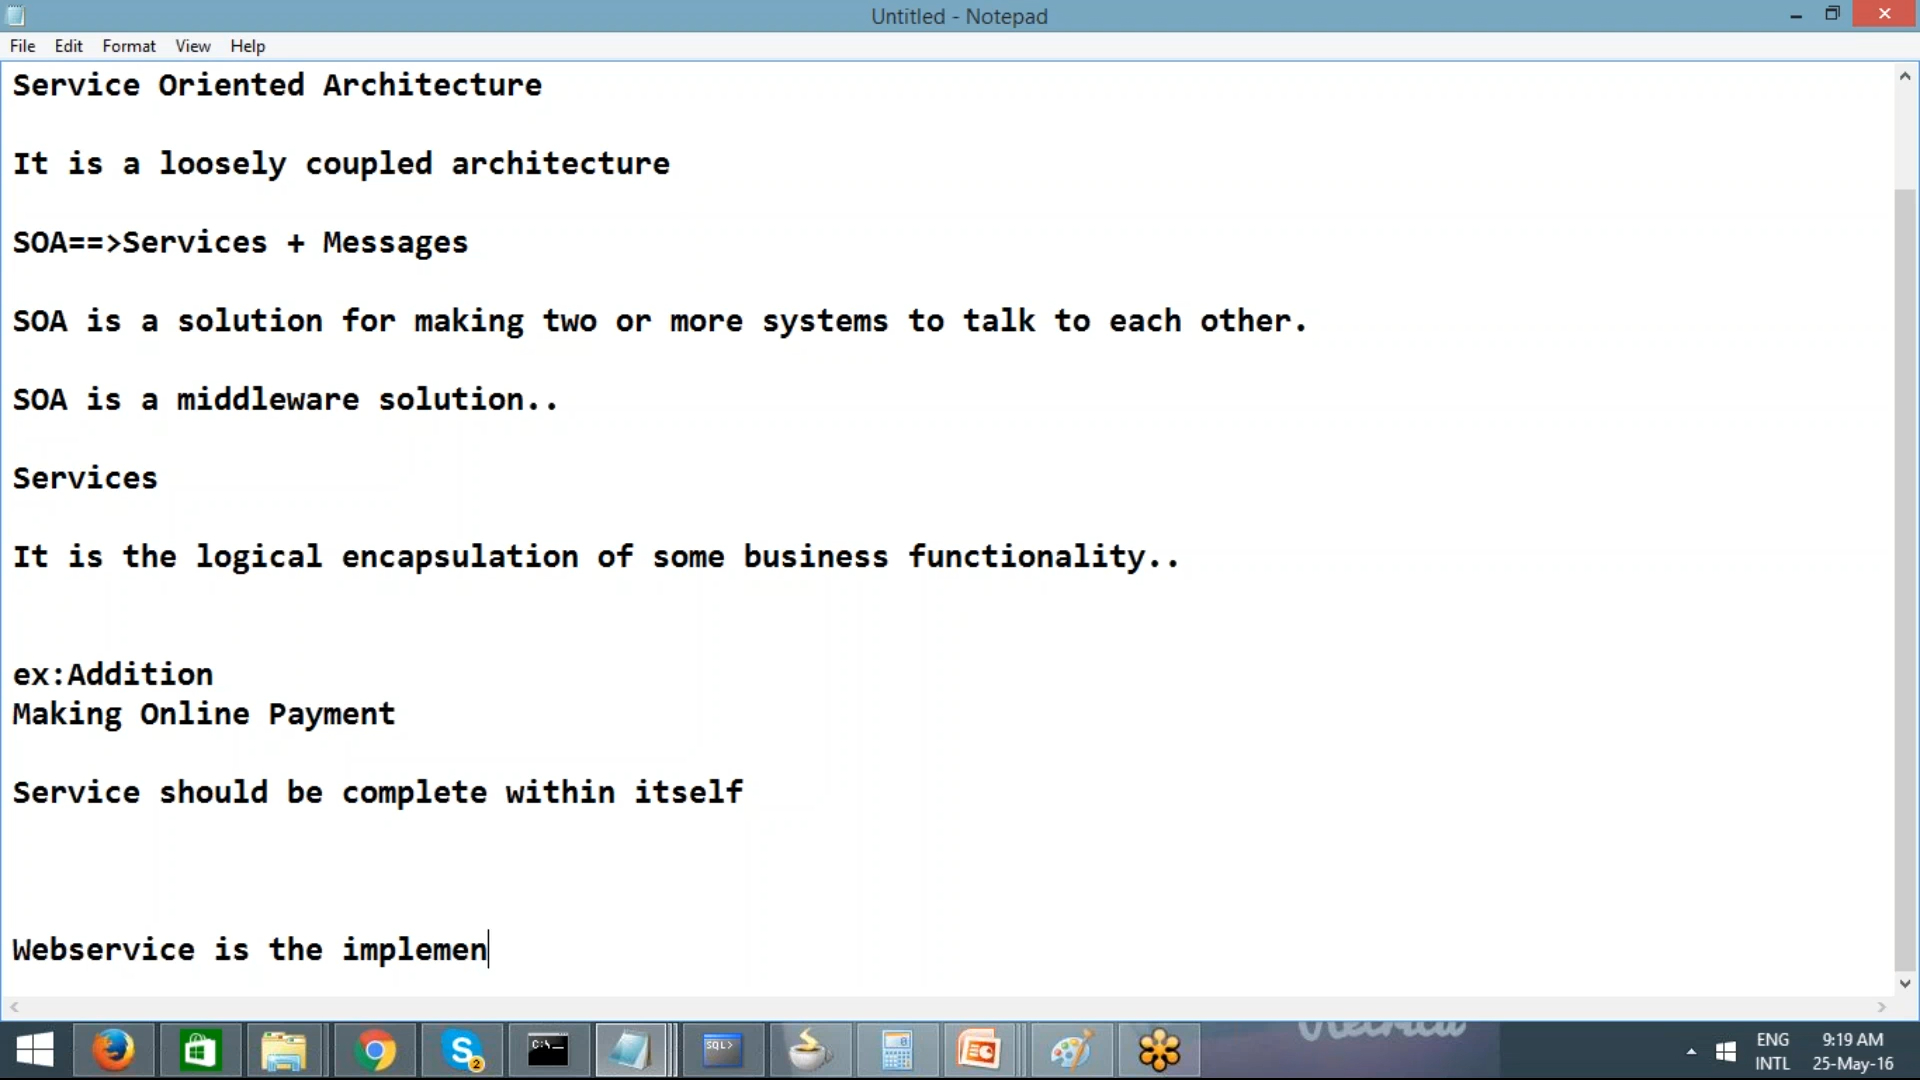 Untitled - Notepad
File Edit Format View Help
Service Oriented Architecture
It is a loosely coupled architecture
SOA==>Services + Messages
SOA is a solution for making two or more systems to talk to each other.
SOA is a middleware solution..
Services
It is the logical encapsulation of some business functionality..
ex:Addition
Making Online Payment
Service should be complete within itself
Webservice is the implemen
2
C:\_
SQL>
ENG 9:19 AM
INTL 25-May-16